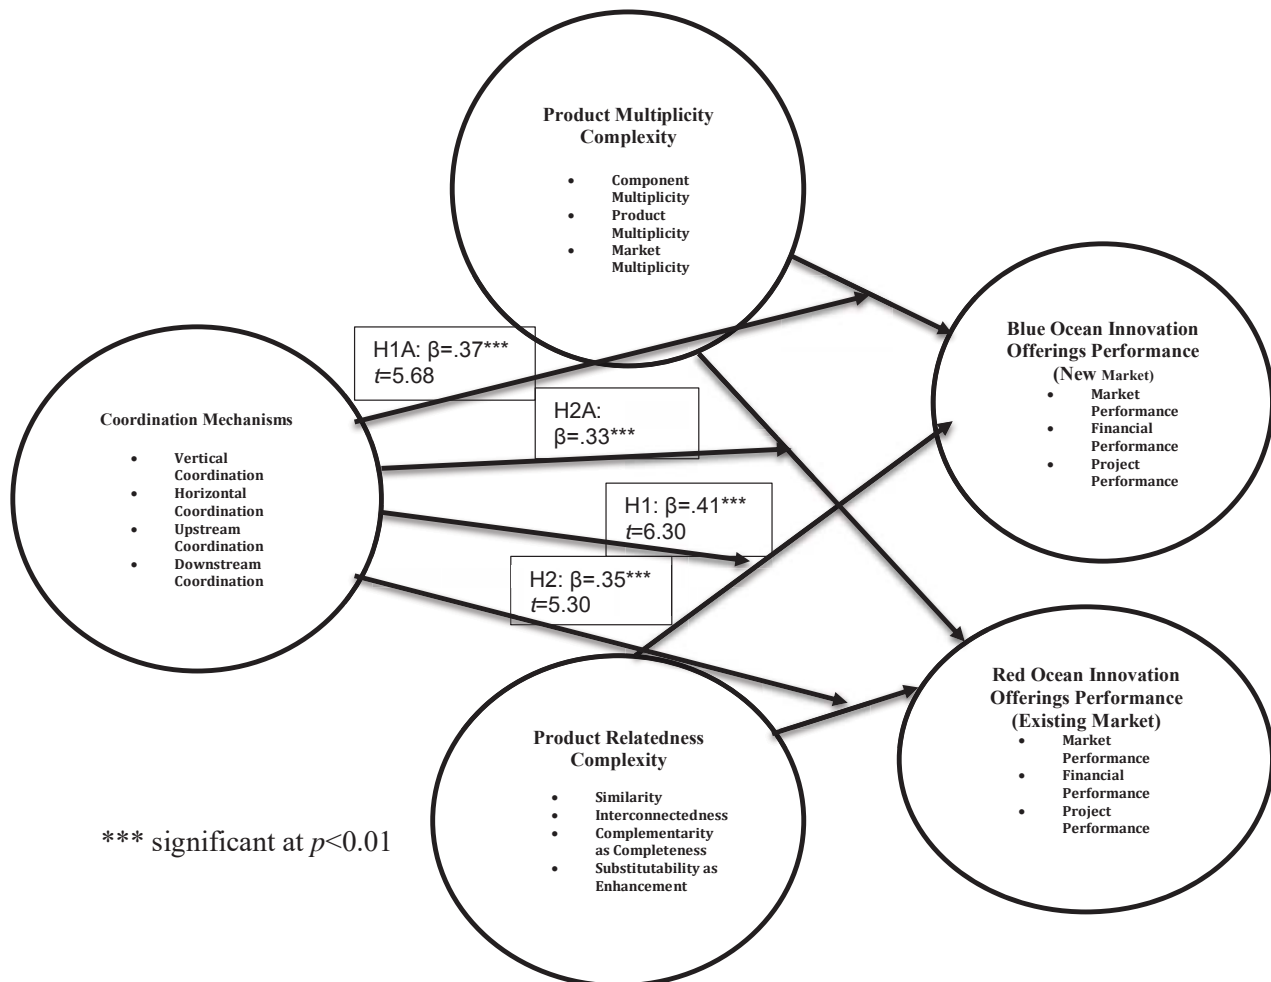 Product Multiplicity
Complexity
• Component
Multiplicity
• Product
Multiplicity
• Market
Multiplicity
H1A: β=.37***
t=5.68
H2A:
β=.33***
H1: β=.41***
t=6.30
H2: β=.35***
t=5.30
Coordination Mechanisms
• Vertical
Coordination
• Horizontal
Coordination
• Upstream
Coordination
• Downstream
Coordination
Blue Ocean Innovation
Offerings Performance
(New Market)
• Market
Performance
• Financial
Performance
• Project
Performance
Red Ocean Innovation
Offerings Performance
(Existing Market)
• Market
Performance
• Financial
Performance
• Project
Performance
Product Relatedness
Complexity
• Similarity
• Interconnectedness
• Complementarity
as Completeness
• Substitutability as
Enhancement
*** significant at p<0.01